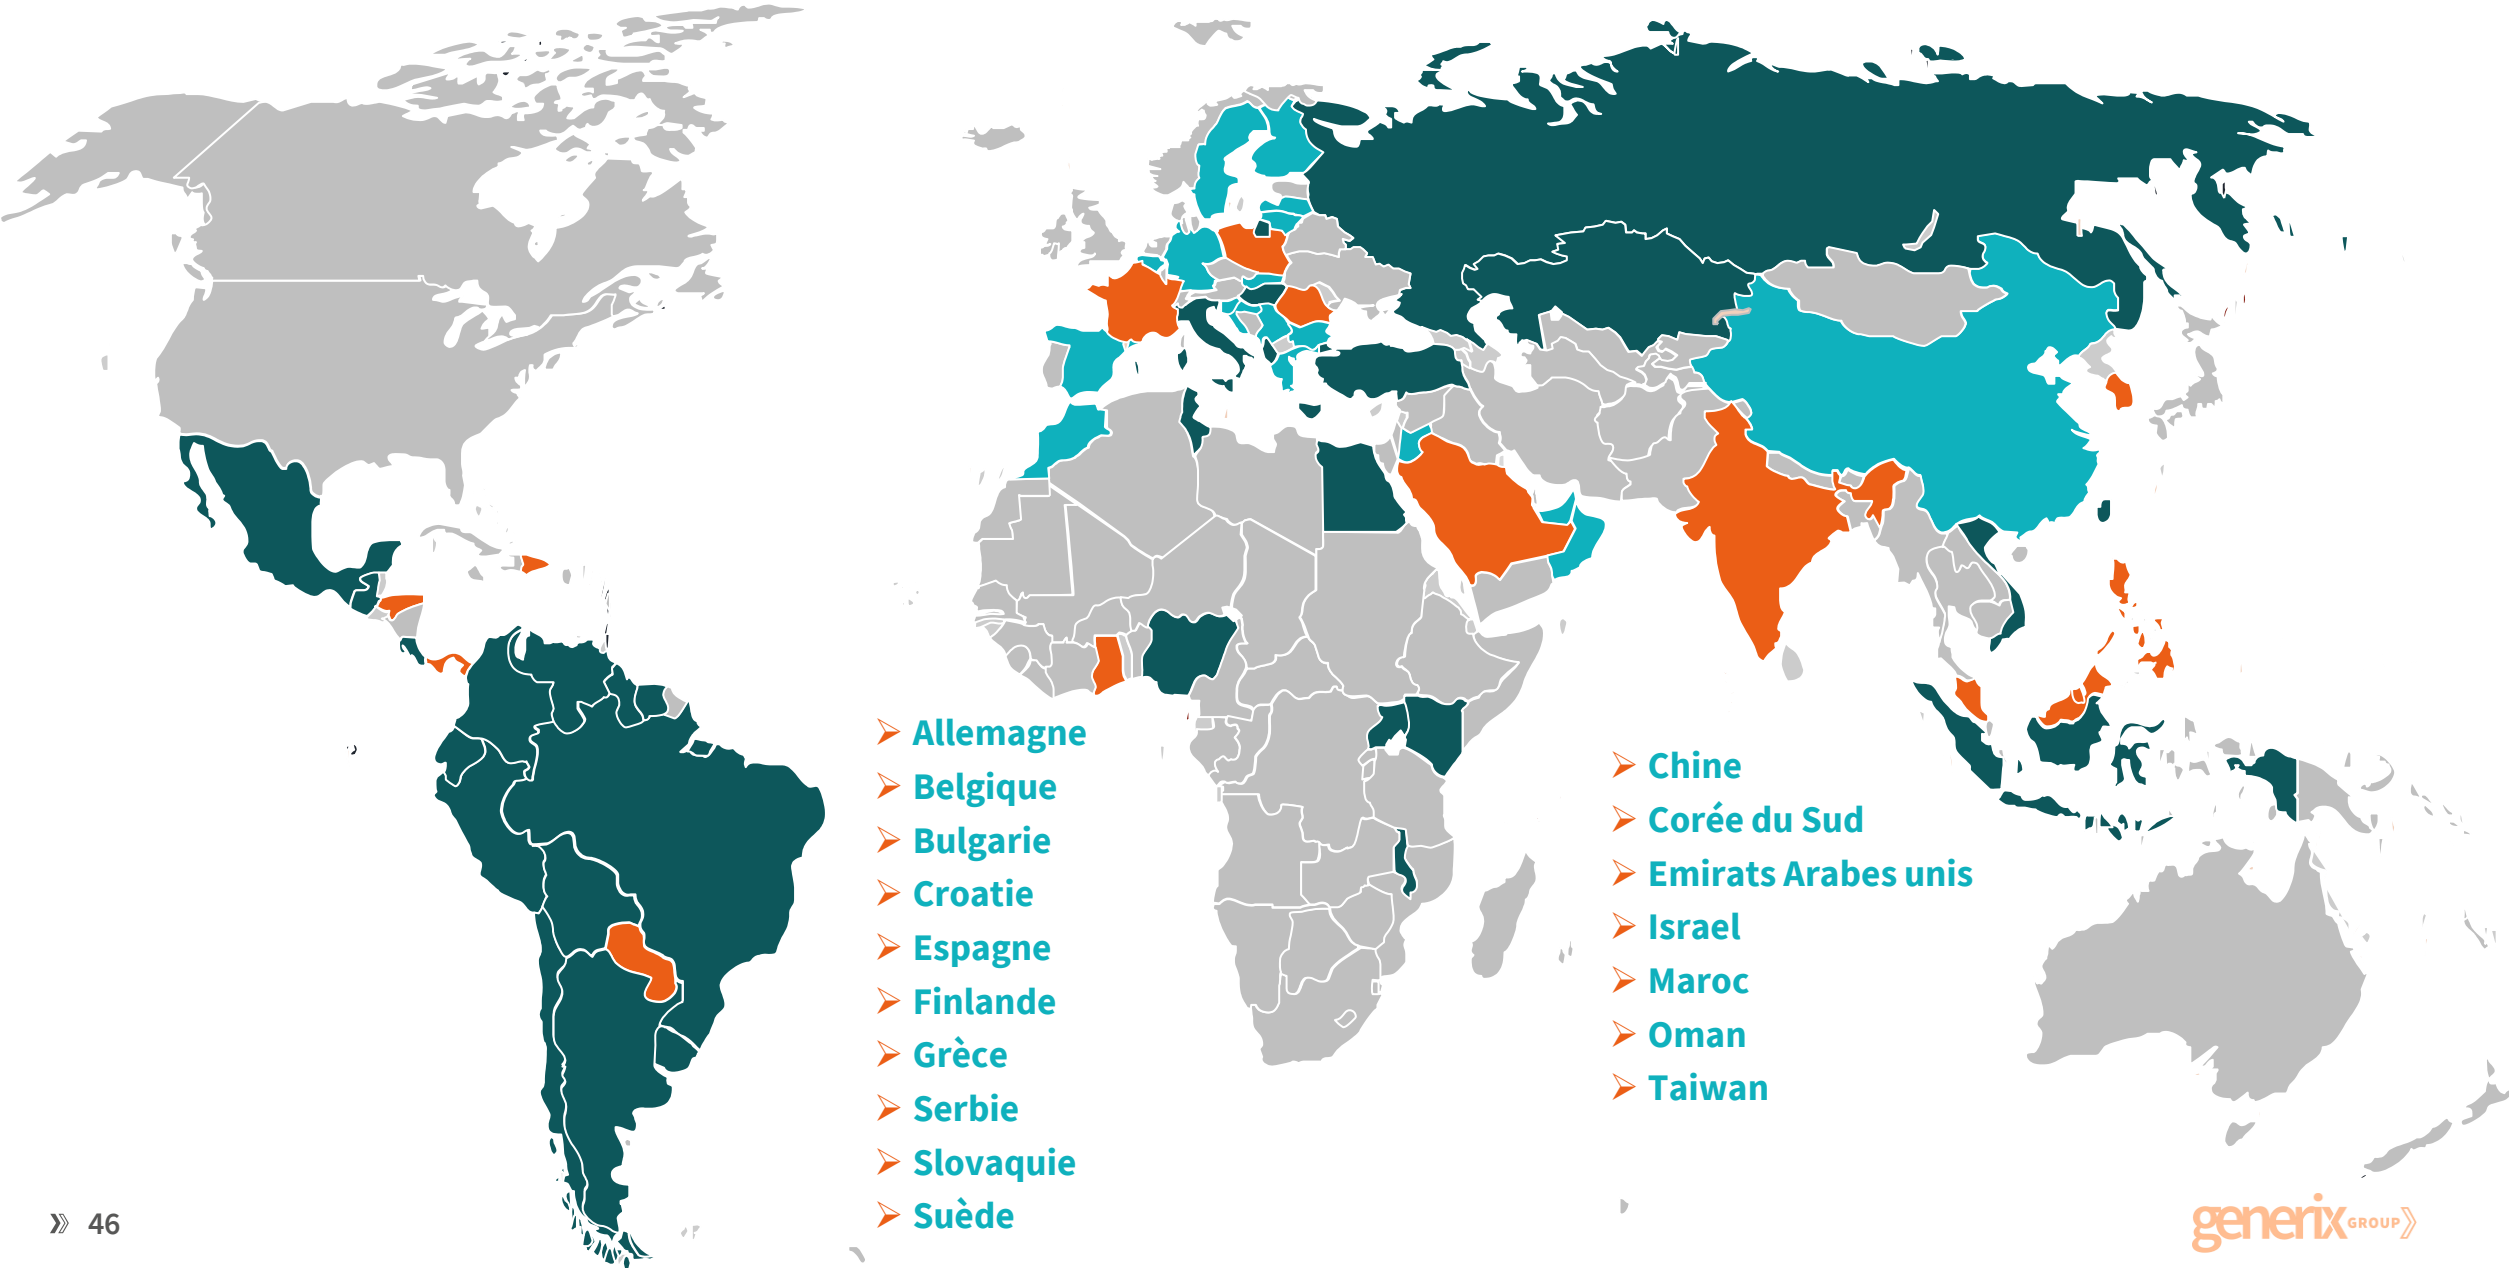 Allemagne
Belgique
Bulgarie
Croatie
Espagne
Finlande
Grèce
Serbie
Slovaquie
Suède
Chine
Corée du Sud
Emirats Arabes unis
Israel
Maroc
Oman
Taiwan
46
generix GROUP